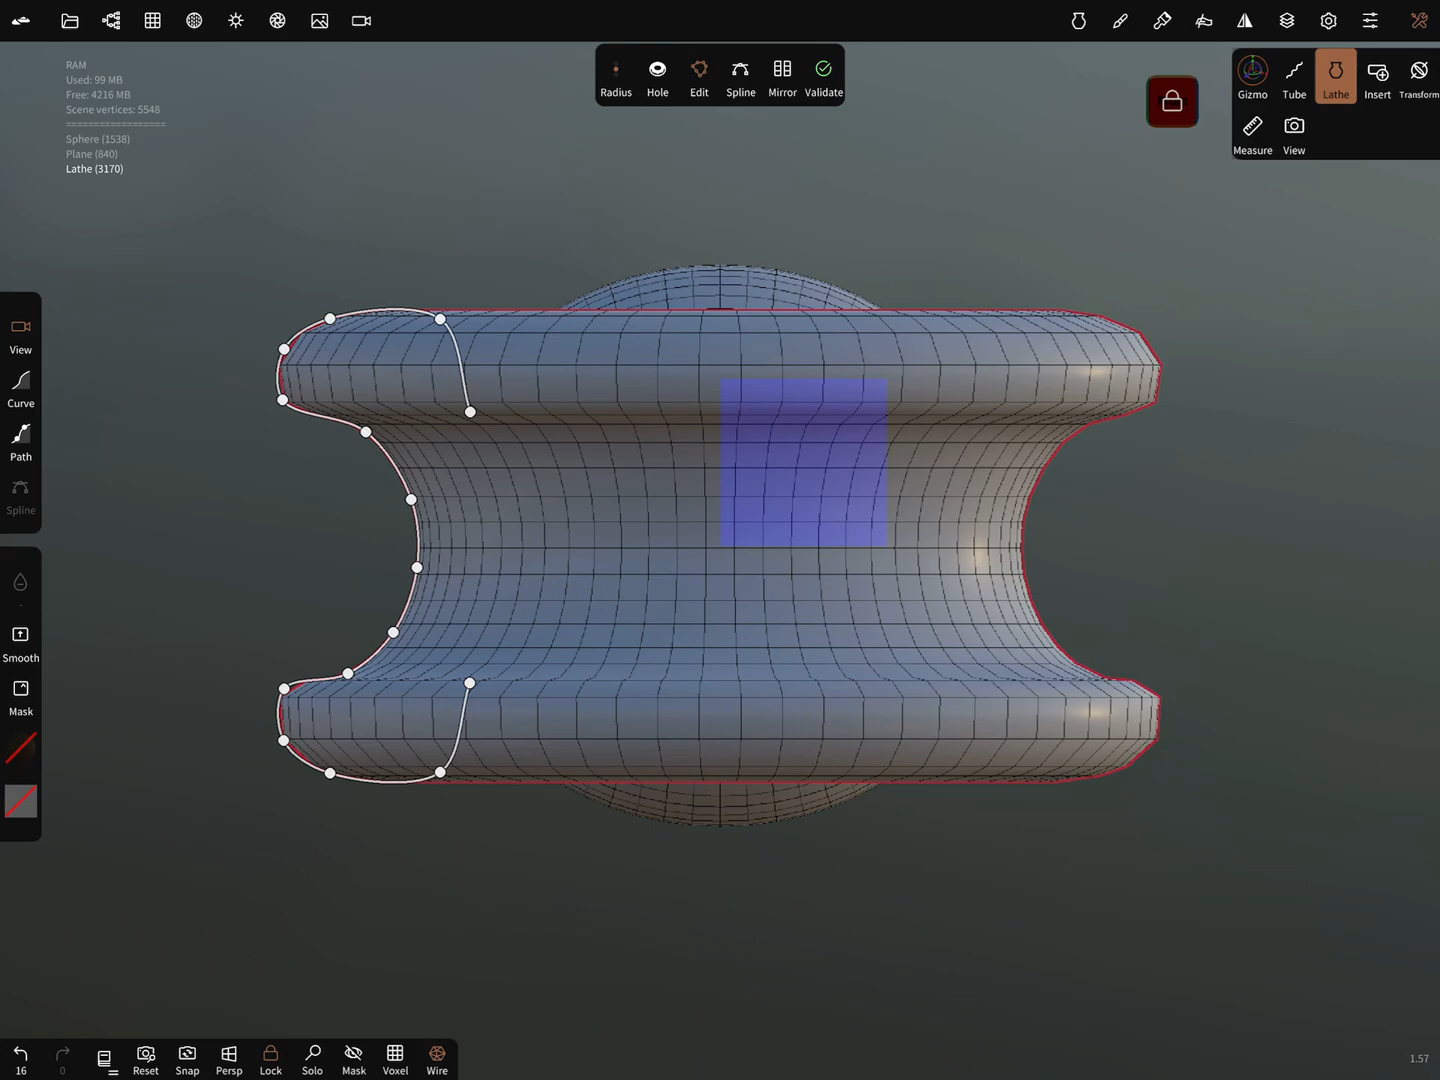 RAM
Used: 99 MB
Free: 4216 MB
Scene vertices: 5548
==================
Sphere (1538)
Plane (840)
Lathe (3170)
Radius Hole Edit Spline Mirror Validate
Gizmo Tube Lathe Insert Transform
Measure View
View
Curve
Path
Spline
-
Smooth
Mask
16 0 Reset Snap Persp Lock Solo Mask Voxel Wire
1.57